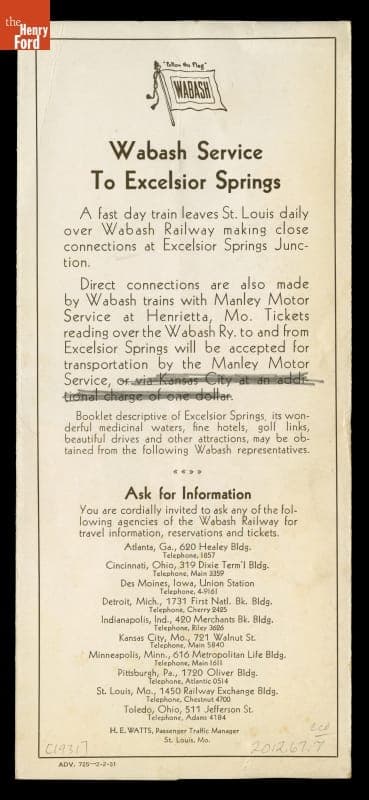 the
Henry
Ford
"Follow the Flag"
WABASH
Wabash Service
To Excelsior Springs
A fast day train leaves St. Louis daily
over Wabash Railway making close
connections at Excelsior Springs Junc-
tion.
Direct connections are also made
by Wabash trains with Manley Motor
Service at Henrietta, Mo. Tickets
reading over the Wabash Ry. to and from
Excelsior Springs will be accepted for
transportation by the Manley Motor
Service, or via Kansas City at an addi-
tional charge of one dollar.
Booklet descriptive of Excelsior Springs, its won-
derful medicinal waters, fine hotels, golf links,
beautiful drives and other attractions, may be ob-
tained from the following Wabash representatives.
««»»
Ask for Information
You are cordially invited to ask any of the fol-
lowing agencies of the Wabash Railway for
travel information, reservations and tickets.
Atlanta, Ga., 620 Healey Bldg.
Telephone, 1857
Cincinnati, Ohio, 319 Dixie Term'l Bldg.
Telephone, Main 3359
Des Moines, Iowa, Union Station
Telephone, 4-9161
Detroit, Mich., 1731 First Natl. Bk. Bldg.
Telephone, Cherry 2425
Indianapolis, Ind., 420 Merchants Bk. Bldg.
Telephone, Riley 3626
Kansas City, Mo., 721 Walnut St.
Telephone, Main 5840
Minneapolis, Minn., 616 Metropolitan Life Bldg.
Telephone, Main 1611
Pittsburgh, Pa., 1720 Oliver Bldg.
Telephone, Atlantic 0514
St. Louis, Mo., 1450 Railway Exchange Bldg.
Telephone, Chestnut 4700
Toledo, Ohio, 511 Jefferson St.
Telephone, Adams 4184
H. E. WATTS, Passenger Traffic Manager
St. Louis, Mo.
C1931?
2012.67.7
ADV. 725—2-2-31